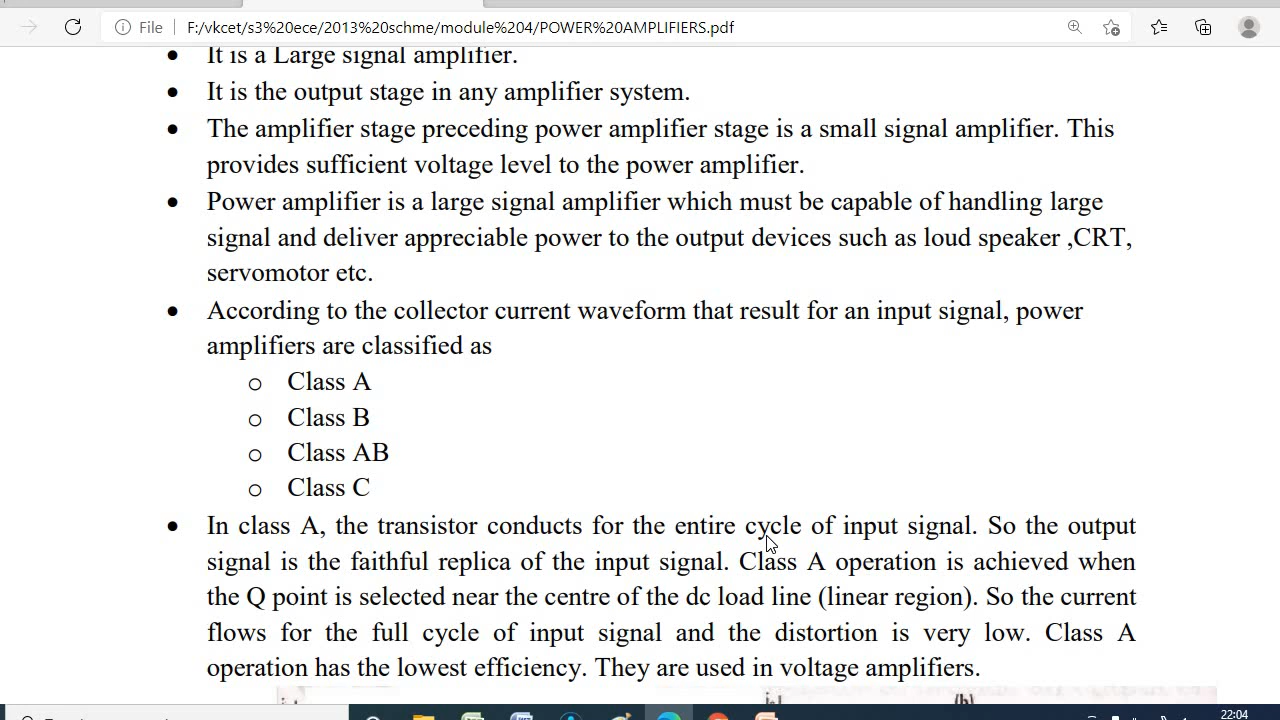 File | F:/vkcet/s3%20ece/2013%20schme/module%204/POWER%20AMPLIFIERS.pdf
• It is a Large signal amplifier.
• It is the output stage in any amplifier system.
• The amplifier stage preceding power amplifier stage is a small signal amplifier. This
provides sufficient voltage level to the power amplifier.
• Power amplifier is a large signal amplifier which must be capable of handling large
signal and deliver appreciable power to the output devices such as loud speaker ,CRT,
servomotor etc.
• According to the collector current waveform that result for an input signal, power
amplifiers are classified as
o Class A
o Class B
o Class AB
o Class C
• In class A, the transistor conducts for the entire cycle of input signal. So the output
signal is the faithful replica of the input signal. Class A operation is achieved when
the Q point is selected near the centre of the dc load line (linear region). So the current
flows for the full cycle of input signal and the distortion is very low. Class A
operation has the lowest efficiency. They are used in voltage amplifiers.
(b)
22:04